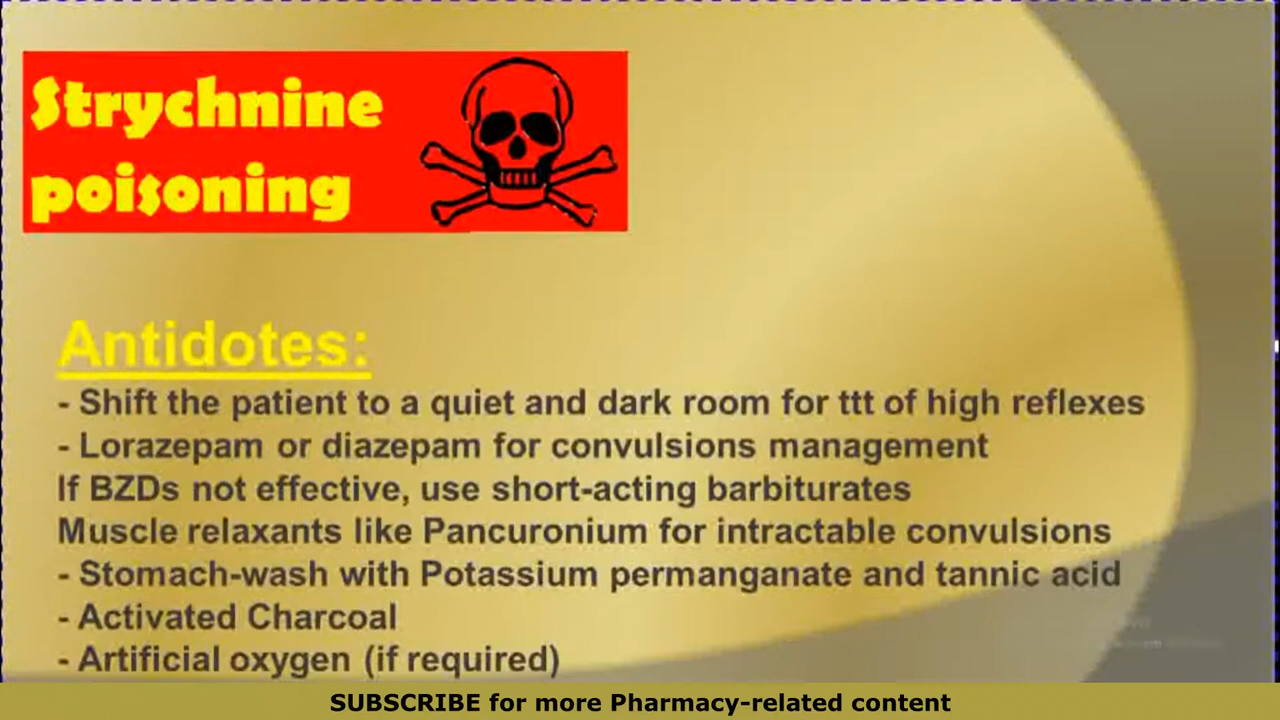 Strychnine
poisoning
Antidotes:
- Shift the patient to a quiet and dark room for ttt of high reflexes
- Lorazepam or diazepam for convulsions management
If BZDs not effective, use short-acting barbiturates
Muscle relaxants like Pancuronium for intractable convulsions
- Stomach-wash with Potassium permanganate and tannic acid
- Activated Charcoal
- Artificial oxygen (if required)
SUBSCRIBE for more Pharmacy-related content